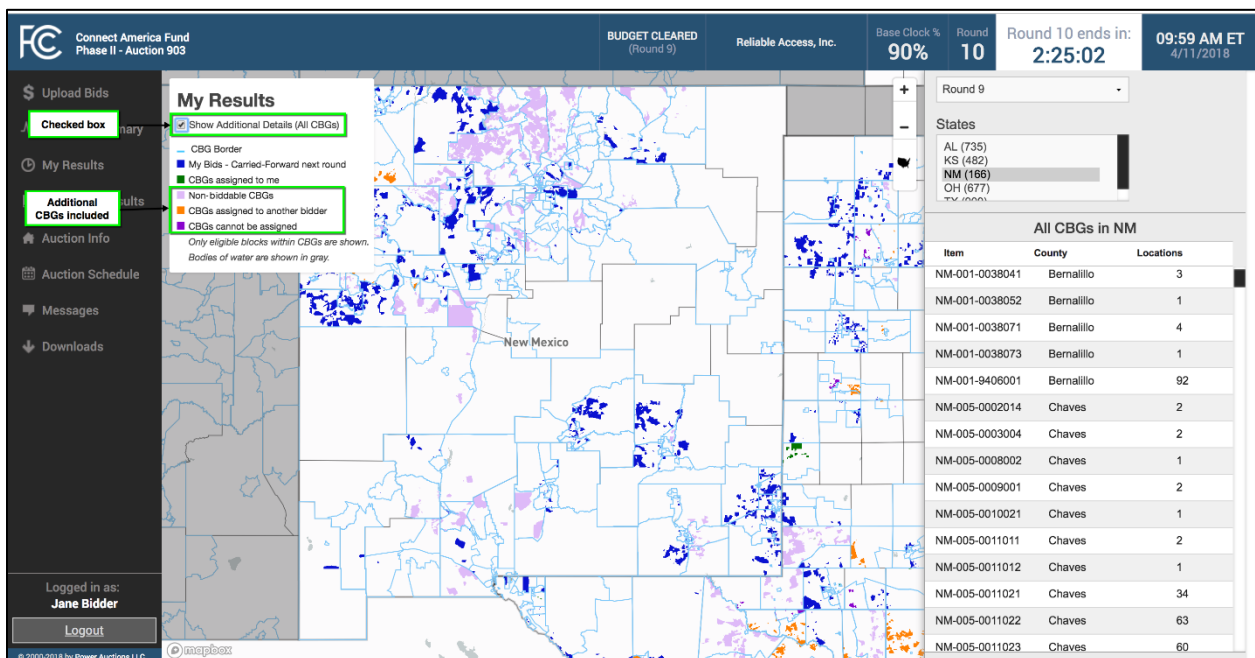 FCC
Connect America Fund
Phase II - Auction 903
BUDGET CLEARED
(Round 9)
Reliable Access, Inc.
Base Clock %
90%
Round
10
Round 10 ends in:
2:25:02
09:59 AM ET
4/11/2018
Upload Bids
Checked box
mary
My Results
Additional
CBGs included
ults
Auction Info
Auction Schedule
Messages
Downloads
Logged in as:
Jane Bidder
Logout
© 2000-2018 by Power Auctions LLC
My Results
Show Additional Details (All CBGs)
CBG Border
My Bids - Carried-Forward next round
CBGs assigned to me
Non-biddable CBGs
CBGs assigned to another bidder
CBGs cannot be assigned
Only eligible blocks within CBGs are shown.
Bodies of water are shown in gray.
+
−
New Mexico
mapbox
Round 9
States
AL (735)
KS (482)
NM (166)
OH (677)
All CBGs in NM
Item County Locations
NM-001-0038041 Bernalillo 3
NM-001-0038052 Bernalillo 1
NM-001-0038071 Bernalillo 4
NM-001-0038073 Bernalillo 1
NM-001-9406001 Bernalillo 92
NM-005-0002014 Chaves 2
NM-005-0003004 Chaves 2
NM-005-0008002 Chaves 1
NM-005-0009001 Chaves 2
NM-005-0010021 Chaves 1
NM-005-0011011 Chaves 2
NM-005-0011012 Chaves 1
NM-005-0011021 Chaves 34
NM-005-0011022 Chaves 63
NM-005-0011023 Chaves 60